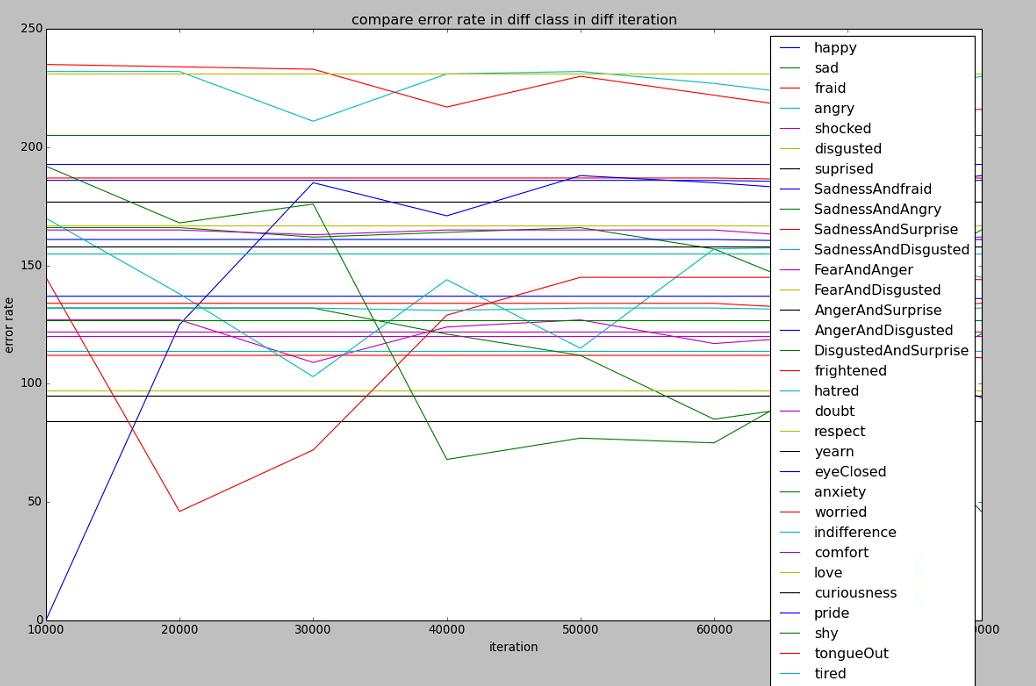 compare error rate in diff class in diff iteration
250
200
150
100
50
0
error rate
10000
20000
30000
40000
50000
60000
0000
iteration
happy
sad
fraid
angry
shocked
disgusted
suprised
SadnessAndfraid
SadnessAndAngry
SadnessAndSurprise
SadnessAndDisgusted
FearAndAnger
FearAndDisgusted
AngerAndSurprise
AngerAndDisgusted
DisgustedAndSurprise
frightened
hatred
doubt
respect
yearn
eyeClosed
anxiety
worried
indifference
comfort
love
curiousness
pride
shy
tongueOut
tired